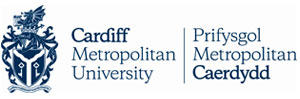 Cardiff
Metropolitan
University
Prifysgol
Metropolitan
Caerdydd